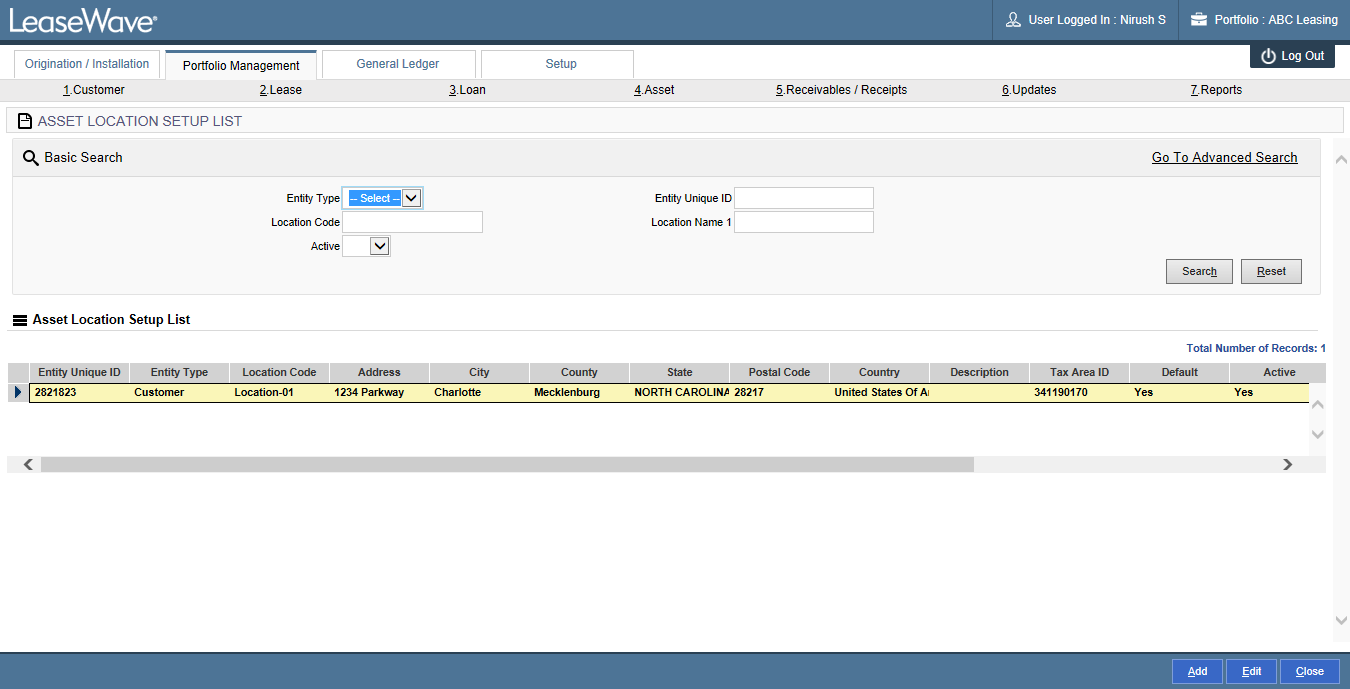 LeaseWave®
User Logged In : Nirush S
Portfolio : ABC Leasing
Log Out
Origination / Installation
Portfolio Management
General Ledger
Setup
1.Customer
2.Lease
3.Loan
4.Asset
5.Receivables / Receipts
6.Updates
7.Reports
ASSET LOCATION SETUP LIST
Basic Search
Go To Advanced Search
Entity Type
-- Select --
Entity Unique ID
Location Code
Location Name 1
Active
Search
Reset
Asset Location Setup List
Total Number of Records: 1
Entity Unique ID Entity Type Location Code Address City County State Postal Code Country Description Tax Area ID Default Active
2821823 Customer Location-01 1234 Parkway Charlotte Mecklenburg NORTH CAROLINA 28217 United States Of A 341190170 Yes Yes
Add
Edit
Close